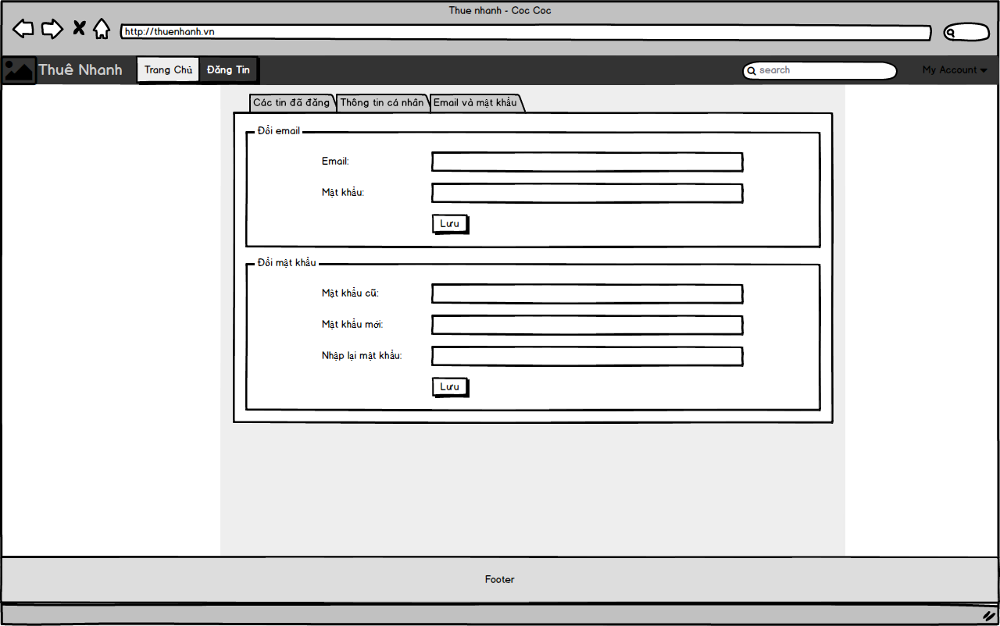 Thue nhanh - Coc Coc
http://thuenhanh.vn
Thuê Nhanh Trang Chủ Đăng Tin search My Account
Các tin đã đăng Thông tin cá nhân Email và mật khẩu
Đổi email
Email:
Mật khẩu:
Lưu
Đổi mật khẩu
Mật khẩu cũ:
Mật khẩu mới:
Nhập lại mật khẩu:
Lưu
Footer